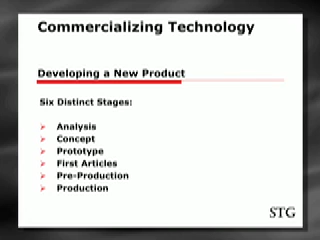 Commercializing Technology
Developing a New Product
Six Distinct Stages:
Analysis
Concept
Prototype
First Articles
Pre-Production
Production
STG